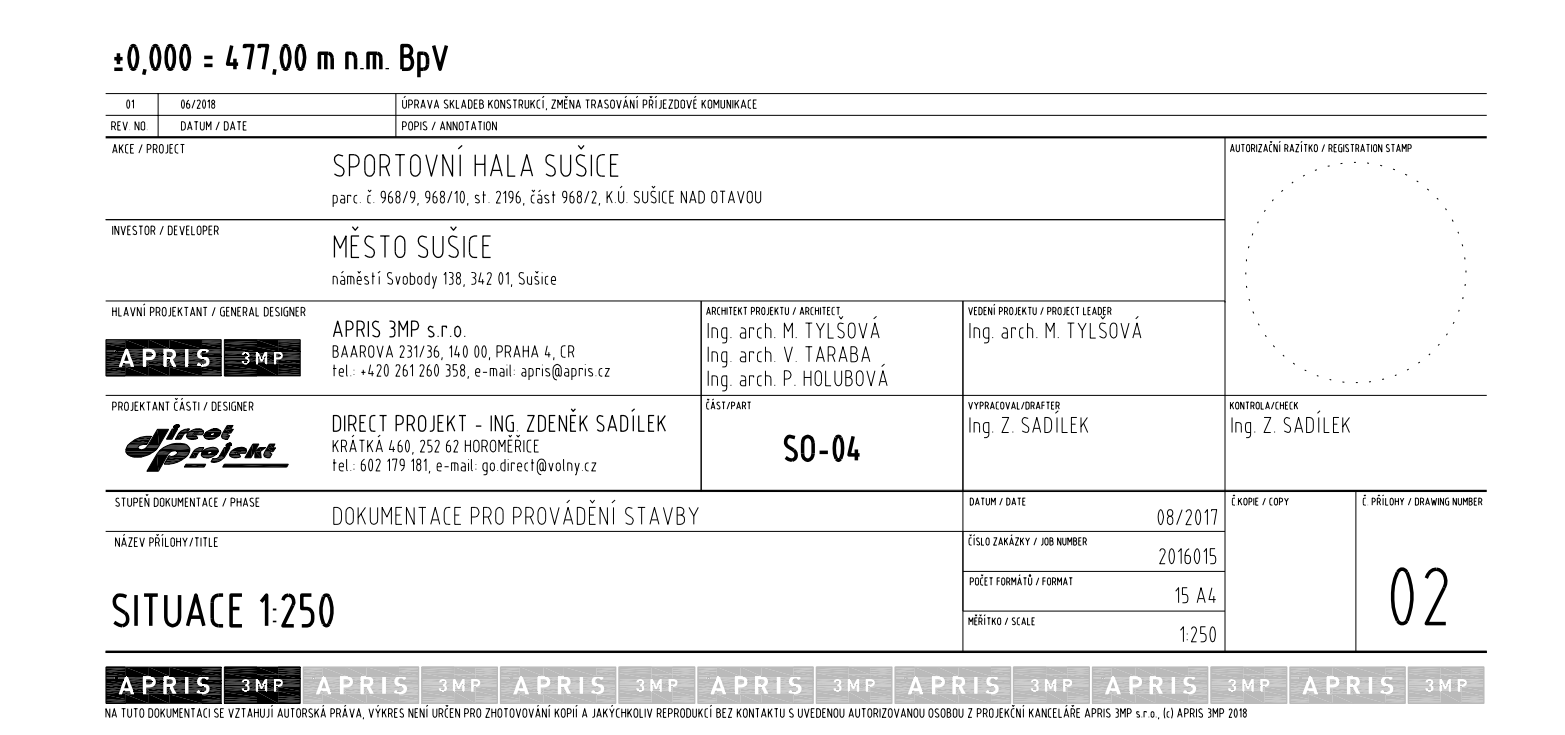 ±0,000 = 477,00 m n.m. BpV
01 06/2018 ÚPRAVA SKLADEB KONSTRUKCÍ, ZMĚNA TRASOVÁNÍ PŘÍJEZDOVÉ KOMUNIKACE
REV. NO. DATUM / DATE POPIS / ANNOTATION
AKCE / PROJECT
SPORTOVNÍ HALA SUŠICE
parc. č. 968/9, 968/10, st. 2196, část 968/2, K.Ú. SUŠICE NAD OTAVOU
AUTORIZAČNÍ RAZÍTKO / REGISTRATION STAMP
INVESTOR / DEVELOPER
MĚSTO SUŠICE
náměstí Svobody 138, 342 01, Sušice
HLAVNÍ PROJEKTANT / GENERAL DESIGNER
APRIS 3MP
APRIS 3MP s.r.o.
BAAROVA 231/36, 140 00, PRAHA 4, CR
tel.: +420 261 260 358, e-mail: apris@apris.cz
ARCHITEKT PROJEKTU / ARCHITECT
Ing. arch. M. TYLŠOVÁ
Ing. arch. V. TARABA
Ing. arch. P. HOLUBOVÁ
VEDENÍ PROJEKTU / PROJECT LEADER
Ing. arch. M. TYLŠOVÁ
PROJEKTANT ČÁSTI / DESIGNER
direct
projekt
DIRECT PROJEKT - ING. ZDENĚK SADÍLEK
KRÁTKÁ 460, 252 62 HOROMĚŘICE
tel.: 602 179 181, e-mail: go.direct@volny.cz
ČÁST/PART
SO-04
VYPRACOVAL/DRAFTER
Ing. Z. SADÍLEK
KONTROLA/CHECK
Ing. Z. SADÍLEK
STUPEŇ DOKUMENTACE / PHASE
DOKUMENTACE PRO PROVÁDĚNÍ STAVBY
DATUM / DATE
08/2017
Č KOPIE / COPY
Č. PŘÍLOHY / DRAWING NUMBER
02
NÁZEV PŘÍLOHY/TITLE
SITUACE 1:250
ČÍSLO ZAKÁZKY / JOB NUMBER
2016015
POČET FORMÁTŮ / FORMAT
15 A4
MĚŘÍTKO / SCALE
1:250
APRIS 3MP APRIS 3MP APRIS 3MP APRIS 3MP APRIS 3MP APRIS 3MP APRIS 3MP
NA TUTO DOKUMENTACI SE VZTAHUJÍ AUTORSKÁ PRÁVA, VÝKRES NENÍ URČEN PRO ZHOTOVOVÁNÍ KOPIÍ A JAKÝCHKOLIV REPRODUKCÍ BEZ KONTAKTU S UVEDENOU AUTORIZOVANOU OSOBOU Z PROJEKČNÍ KANCELÁŘE APRIS 3MP s.r.o., (c) APRIS 3MP 2018